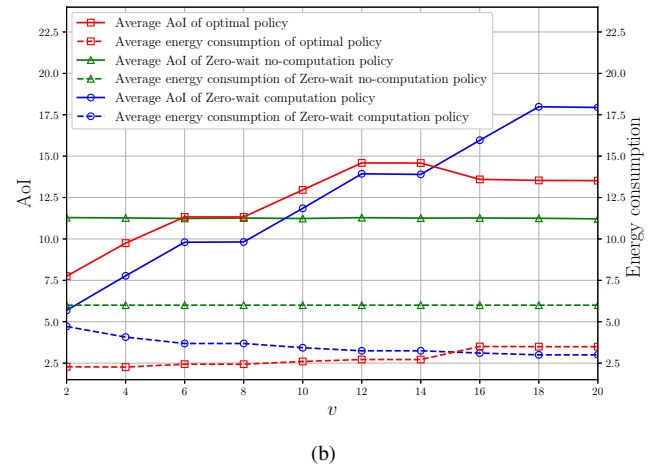 Average AoI of optimal policy
Average energy consumption of optimal policy
Average AoI of Zero-wait no-computation policy
Average energy consumption of Zero-wait no-computation policy
Average AoI of Zero-wait computation policy
Average energy consumption of Zero-wait computation policy
22.5
20.0
17.5
15.0
12.5
10.0
7.5
5.0
2.5
AoI
22.5
20.0
17.5
15.0
12.5
10.0
7.5
5.0
2.5
Energy consumption
2 4 6 8 10 12 14 16 18 20
v
(b)